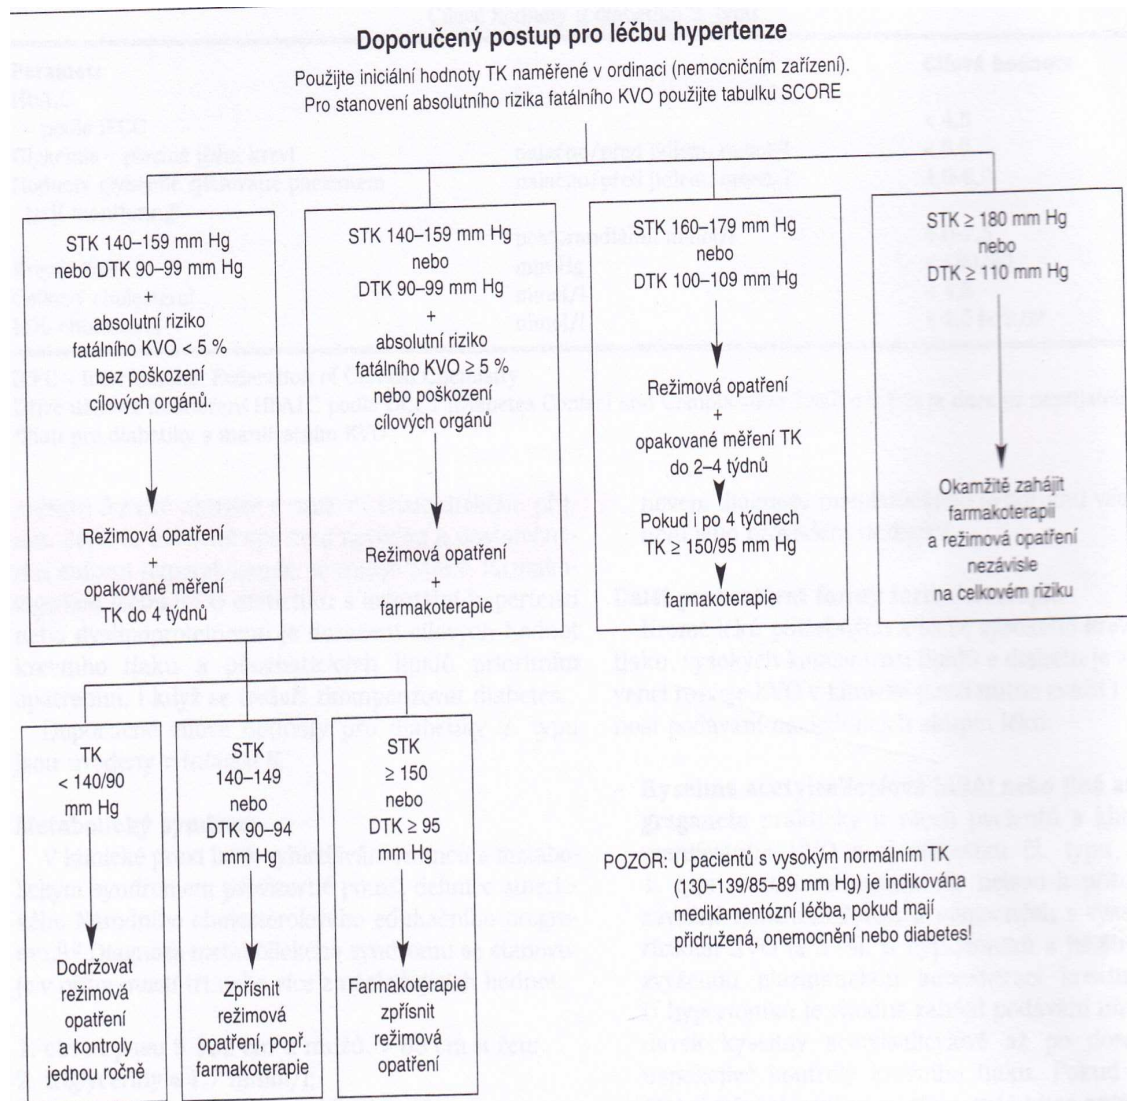 Doporučený postup pro léčbu hypertenze
Použijte iniciální hodnoty TK naměřené v ordinaci (nemocničním zařízení).
Pro stanovení absolutního rizika fatálního KVO použijte tabulku SCORE
STK 140–159 mm Hg
nebo DTK 90–99 mm Hg
+
absolutní riziko
fatálního KVO < 5 %
bez poškození
cílových orgánů.
Režimová opatření
+
opakované měření
TK do 4 týdnů
STK 140–159 mm Hg
nebo
DTK 90–99 mm Hg
+
absolutní riziko
fatálního KVO ≥ 5 %
nebo poškození
cílových orgánů
Režimová opatření
+
farmakoterapie
STK 160–179 mm Hg
nebo
DTK 100–109 mm Hg
Režimová opatření
+
opakované měření TK
do 2–4 týdnů
Pokud i po 4 týdnech
TK ≥ 150/95 mm Hg
farmakoterapie
STK ≥ 180 mm Hg
nebo
DTK ≥ 110 mm Hg
Okamžitě zahájit
farmakoterapii
a režimová opatření
nezávisle
na celkovém riziku
TK
< 140/90
mm Hg
Dodržovat
režimová
opatření
a kontroly
jednou ročně
STK
140–149
nebo
DTK 90–94
mm Hg
Zpřísnit
režimová
opatření, popř.
farmakoterapie
STK
≥ 150
nebo
DTK ≥ 95
mm Hg
Farmakoterapie
zpřísnit
režimová
opatření
POZOR: U pacientů s vysokým normálním TK
(130–139/85–89 mm Hg) je indikována
medikamentózní léčba, pokud mají
přidružená, onemocnění nebo diabetes!